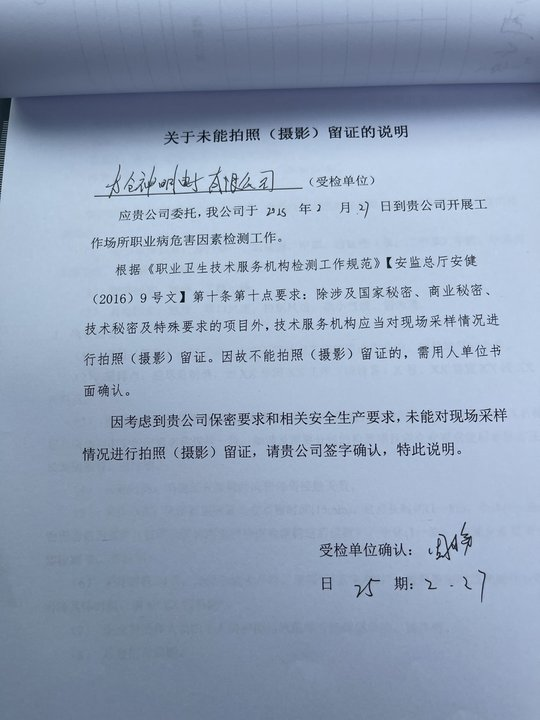 关于未能拍照（摄影）留证的说明
有限公司（受检单位）
应贵公司委托，我公司于2025年2月27日到贵公司开展工
作场所职业病危害因素检测工作。
根据《职业卫生技术服务机构检测工作规范》【安监总厅安健
（2016）9号文】第十条第十点要求：除涉及国家秘密、商业秘密、
技术秘密及特殊要求的项目外，技术服务机构应当对现场采样情况进
行拍照（摄影）留证。因故不能拍照（摄影）留证的，需用人单位书
面确认。
因考虑到贵公司保密要求和相关安全生产要求，未能对现场采样
情况进行拍照（摄影）留证，请贵公司签字确认，特此说明。
受检单位确认：
日 25 期：2.27